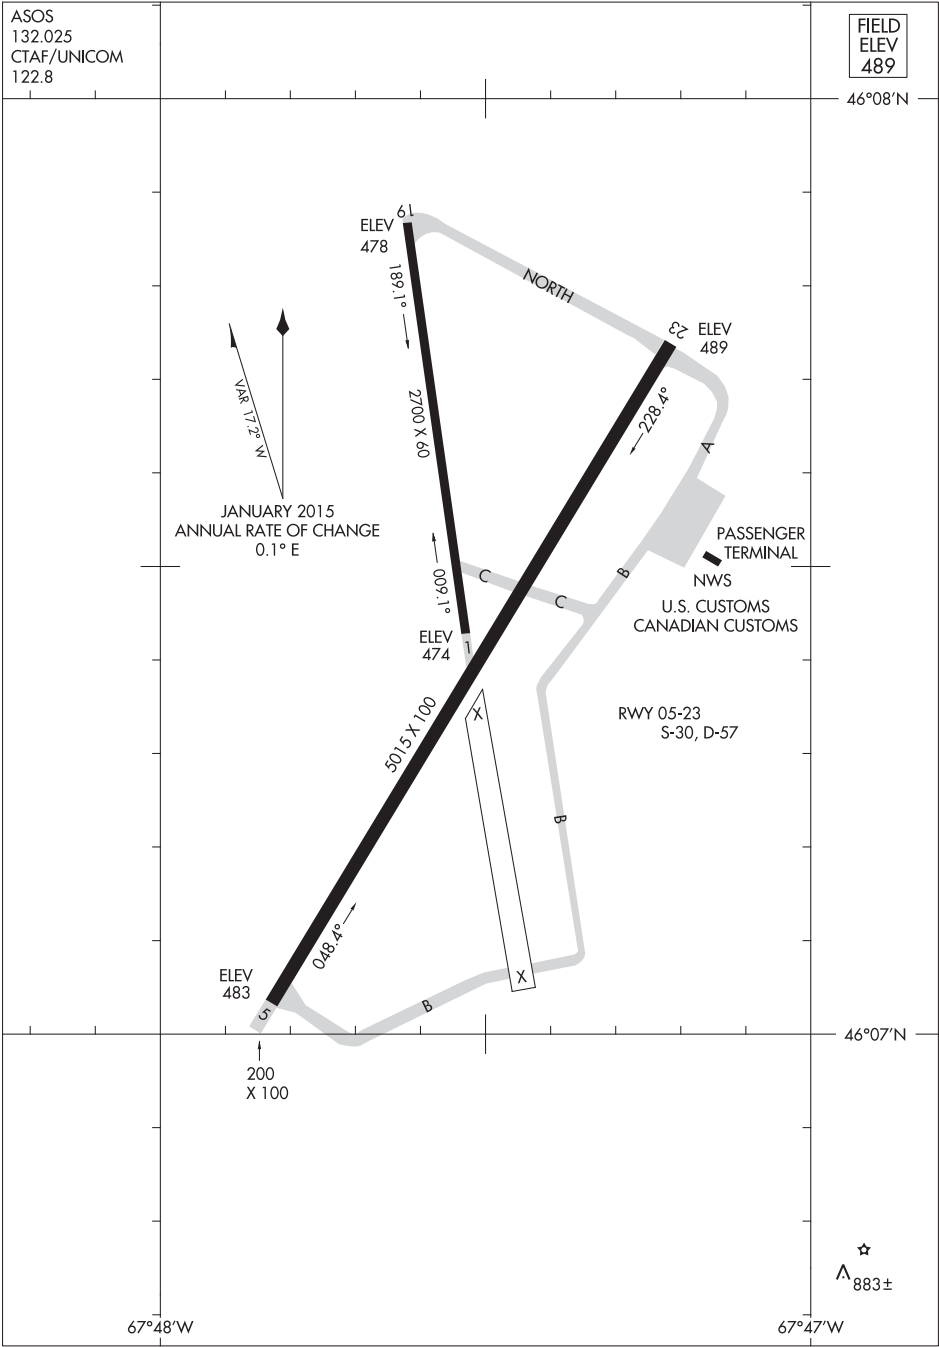 ASOS
132.025
CTAF/UNICOM
122.8
FIELD
ELEV
489
46°08'N
19
ELEV
478
189.1°
NORTH
23
ELEV
489
VAR 17.2° W
2700 X 60
228.4°
A
JANUARY 2015
ANNUAL RATE OF CHANGE
0.1° E
PASSENGER
TERMINAL
009.1°
C
C
B
NWS
U.S. CUSTOMS
CANADIAN CUSTOMS
ELEV
474
1
5015 X 100
X
RWY 05-23
S-30, D-57
B
048.4°
ELEV
483
X
5
B
46°07'N
200
X 100
883±
67°48'W
67°47'W